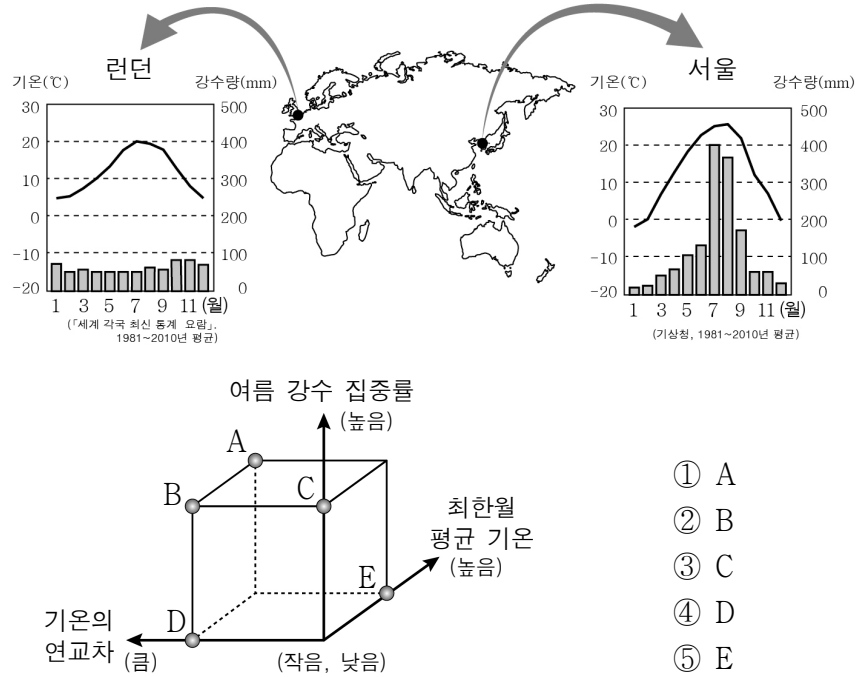 런던
기온(℃) 강수량(mm)
30 500
20 400
10 300
0 200
-10 100
-20 0
1 3 5 7 9 11 (월)
(「세계 각국 최신 통계 요람」,
1981~2010년 평균)
서울
기온(℃) 강수량(mm)
30 500
20 400
10 300
0 200
-10 100
-20 0
1 3 5 7 9 11 (월)
(기상청, 1981~2010년 평균)
여름 강수 집중률
(높음)
A
B
C
최한월
평균 기온
(높음)
E
D
기온의
연교차 (큼)
(작음, 낮음)
① A
② B
③ C
④ D
⑤ E